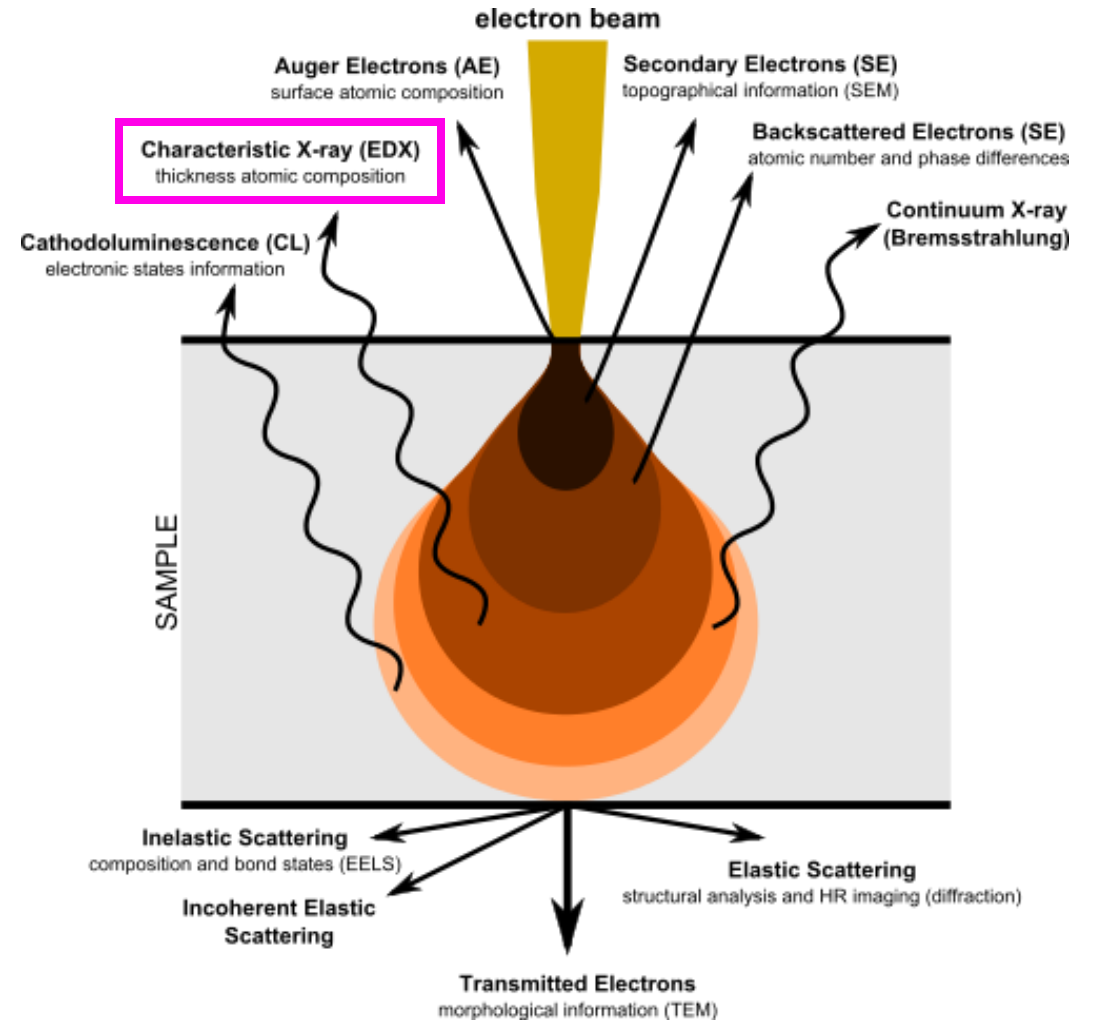 electron beam
Auger Electrons (AE)
surface atomic composition
Secondary Electrons (SE)
topographical information (SEM)
Characteristic X-ray (EDX)
thickness atomic composition
Backscattered Electrons (SE)
atomic number and phase differences
Continuum X-ray
(Bremsstrahlung)
Cathodoluminescence (CL)
electronic states information
SAMPLE
Inelastic Scattering
composition and bond states (EELS)
Incoherent Elastic
Scattering
Elastic Scattering
structural analysis and HR imaging (diffraction)
Transmitted Electrons
morphological information (TEM)